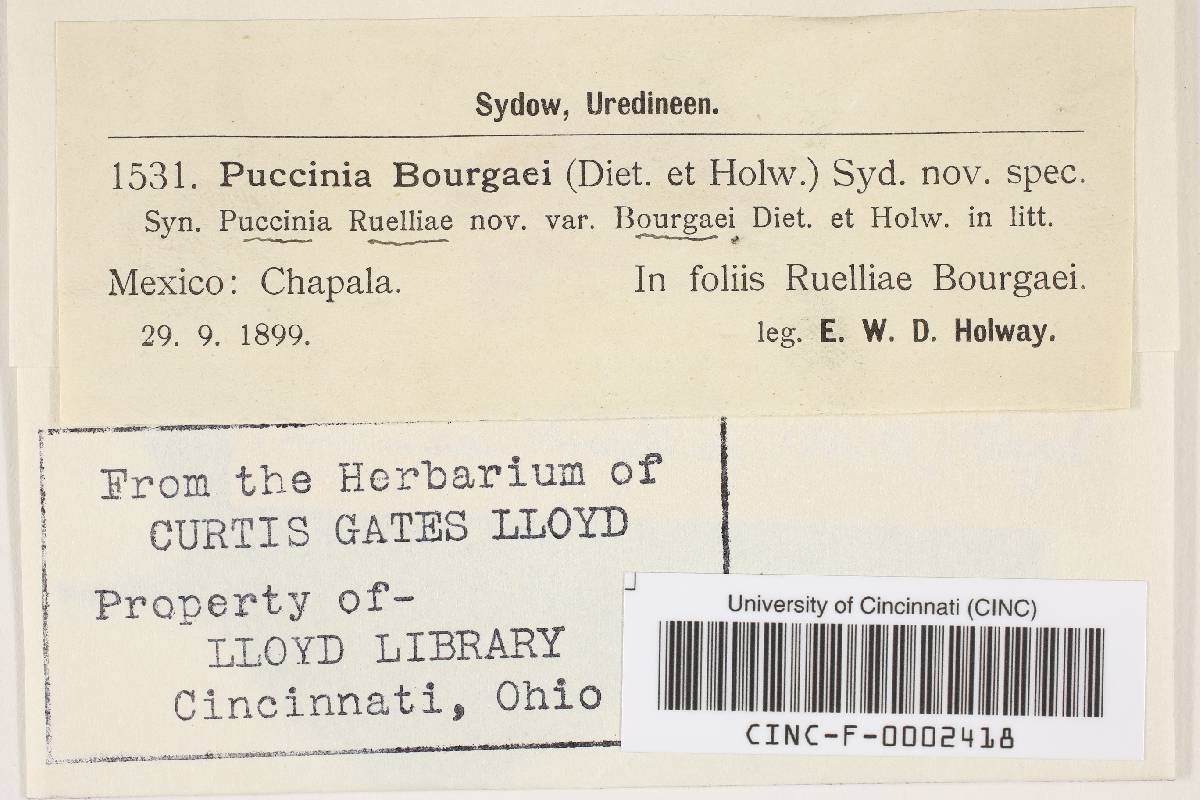 Sydow, Uredineen.
1531. Puccinia Bourgaei (Diet. et Holw.) Syd. nov. spec.
Syn. Puccinia Ruelliae nov. var. Bourgaei Diet. et Holw. in litt.
Mexico: Chapala. In foliis Ruelliae Bourgaei.
29. 9. 1899. leg. E. W. D. Holway.
From the Herbarium of
CURTIS GATES LLOYD
Property of-
LLOYD LIBRARY
Cincinnati, Ohio
University of Cincinnati (CINC)
CINC-F-0002418